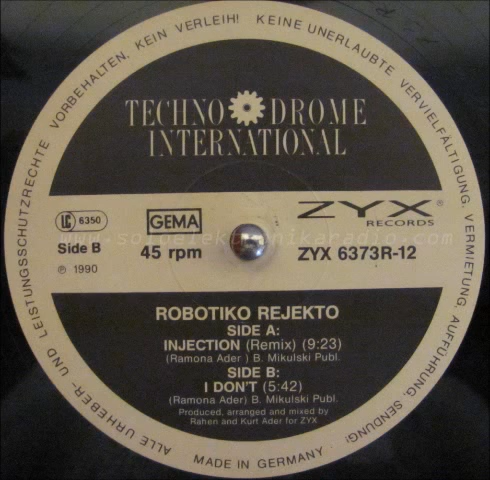 ALLE URHEBER- UND LEISTUNGSSCHUTZRECHTE VORBEHALTEN, KEIN VERLEIH! KEINE UNERLAUBTE VERVIELFÄLTIGUNG, VERMIETUNG, AUFFÜHRUNG, SENDUNG!
TECHNO DROME
INTERNATIONAL
LC 6350
GEMA
ZYX®
RECORDS
www.soloelektronikaradio.com
Side B
45 rpm
ZYX 6373R-12
℗ 1990
ROBOTIKO REJEKTO
SIDE A:
INJECTION (Remix) (9:23)
(Ramona Ader ) B. Mikulski Publ.
SIDE B:
I DON'T (5:42)
(Ramona Ader) B. Mikulski Publ.
Produced, arranged and mixed by
Rahen and Kurt Ader for ZYX
· MADE IN GERMANY ·